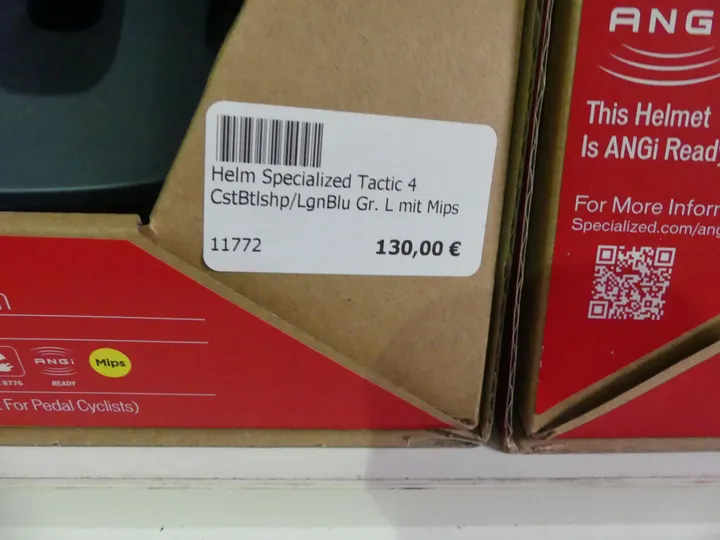 Helm Specialized Tactic 4
CstBtlshp/LgnBlu Gr. L mit Mips
11772 130,00 €
ANGi
READY
Mips
For Pedal Cyclists)
ANG
This Helmet
Is ANGi Ready
For More Inform
Specialized.com/ang